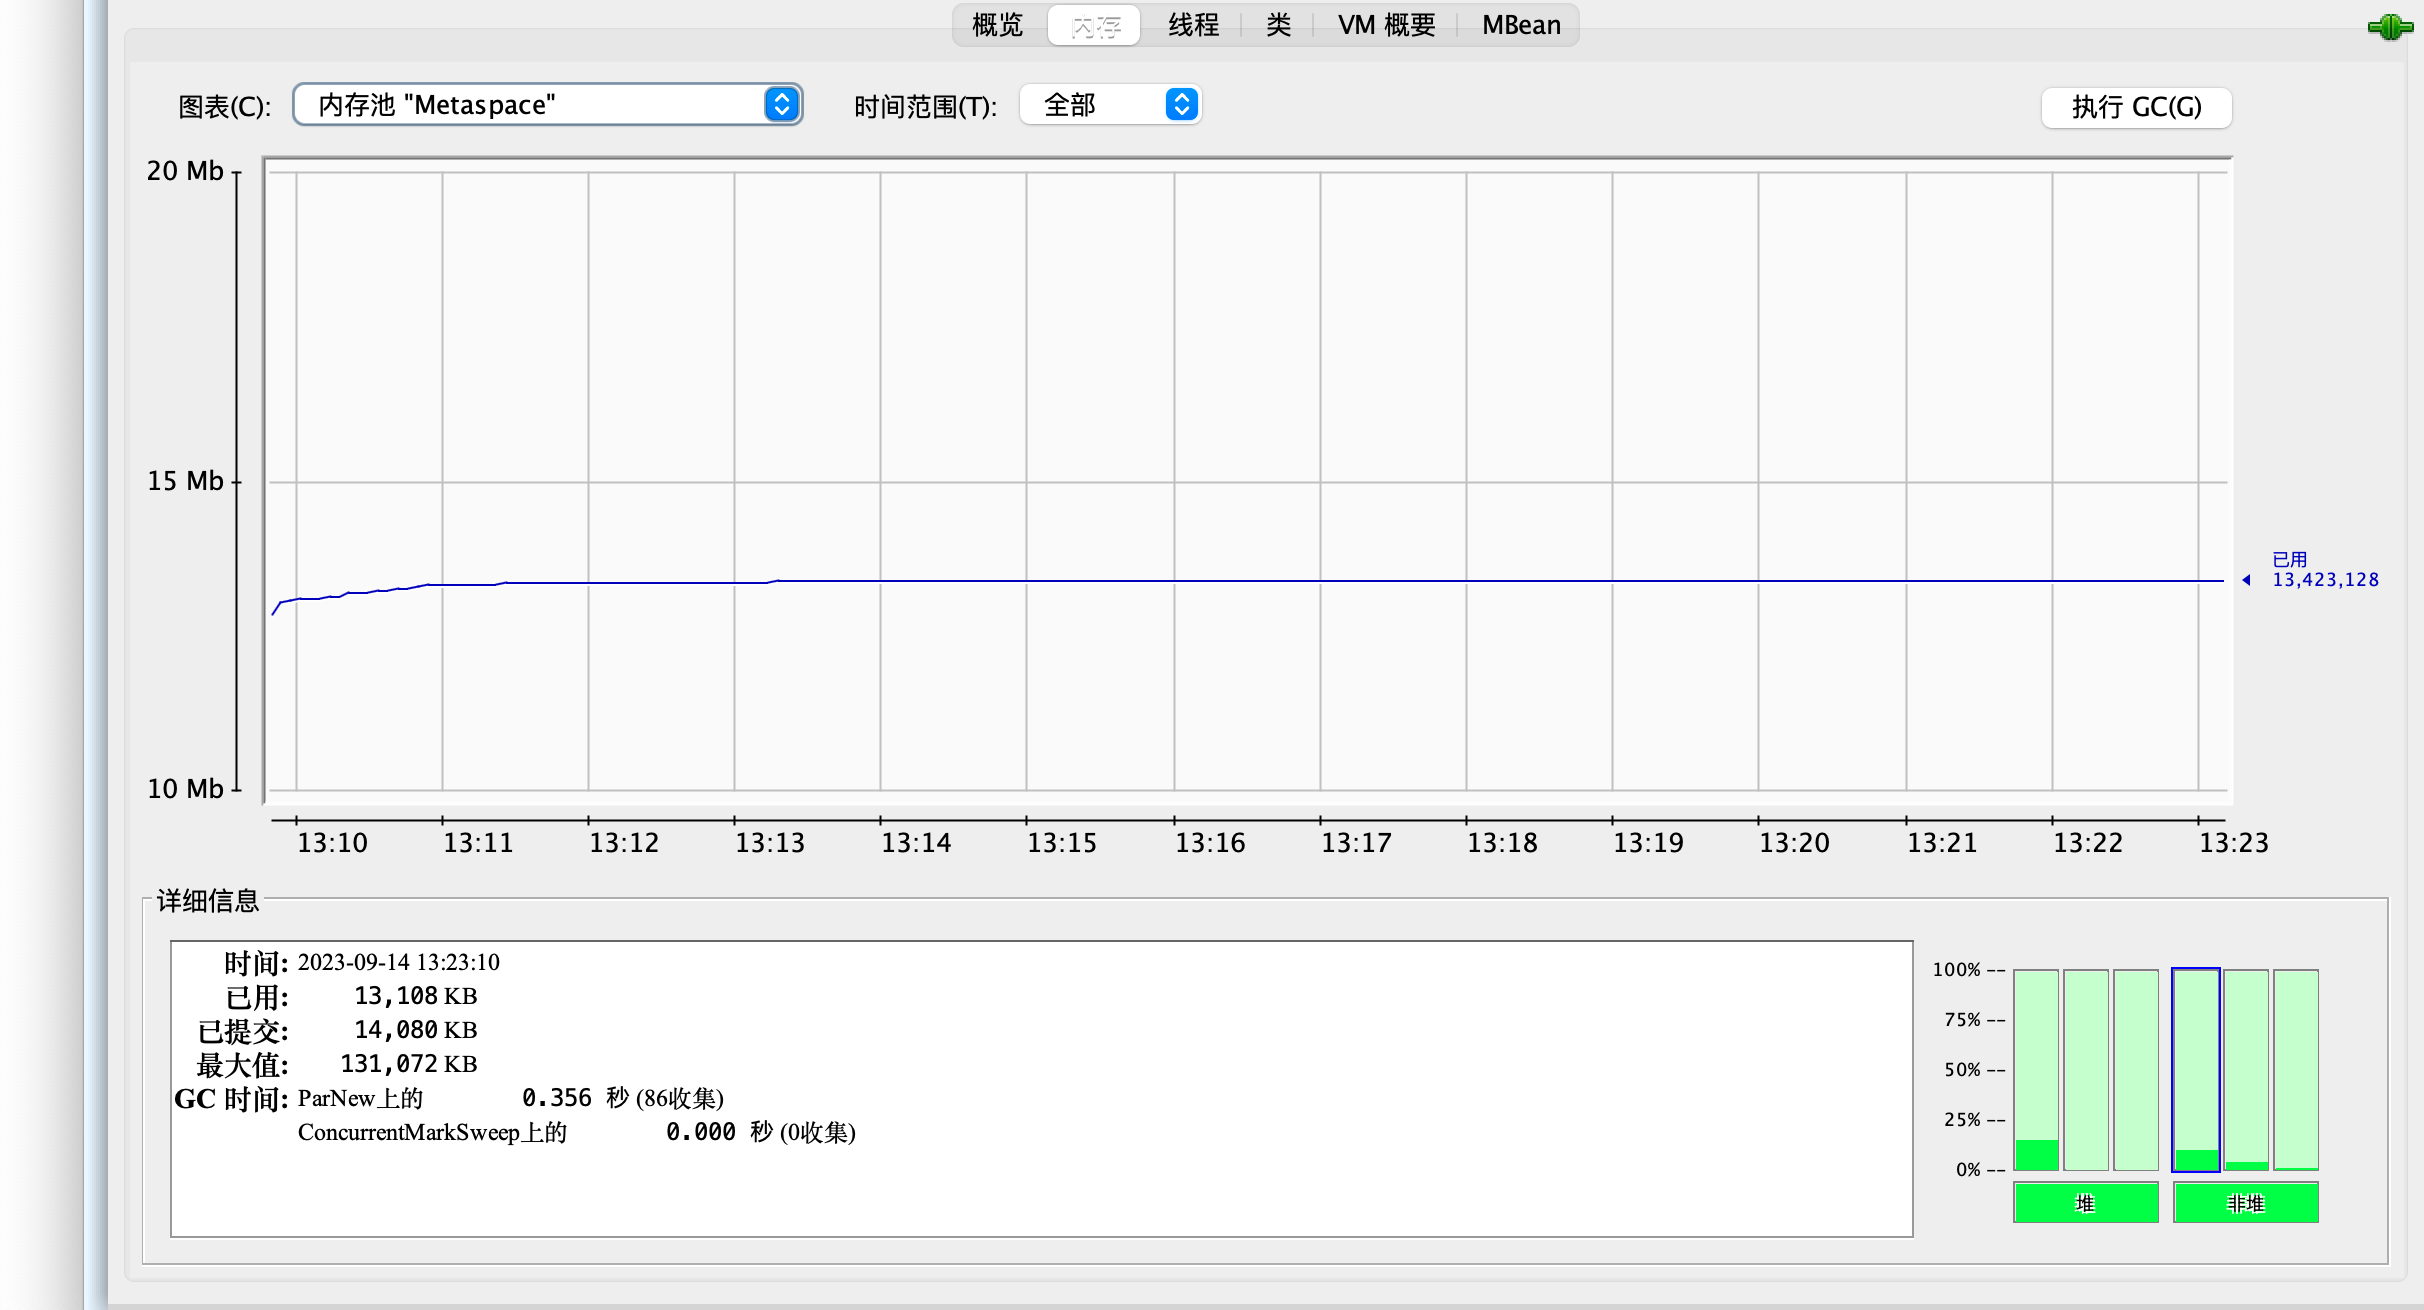 概览 内存 线程 类 VM 概要 MBean
图表(C): 内存池 "Metaspace" 时间范围(T): 全部 执行 GC(G)
20 Mb
15 Mb
已用
13,423,128
10 Mb
13:10 13:11 13:12 13:13 13:14 13:15 13:16 13:17 13:18 13:19 13:20 13:21 13:22 13:23
详细信息
时间: 2023-09-14 13:23:10
已用: 13,108 KB
已提交: 14,080 KB
最大值: 131,072 KB
GC 时间: ParNew上的 0.356 秒 (86收集)
ConcurrentMarkSweep上的 0.000 秒 (0收集)
100% --
75% --
50% --
25% --
0% --
堆 非堆